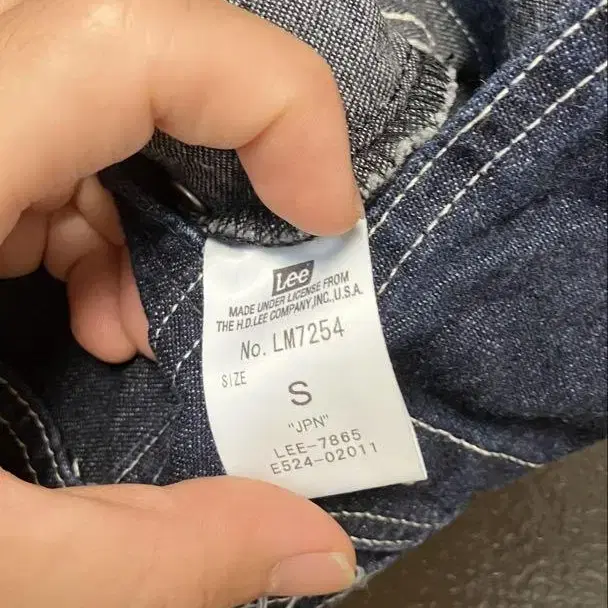 Lee
MADE UNDER LICENSE FROM
THE H.D.LEE COMPANY,INC.,U.S.A.
No. LM7254
SIZE
S
"JPN"
LEE-7865
E524-02011